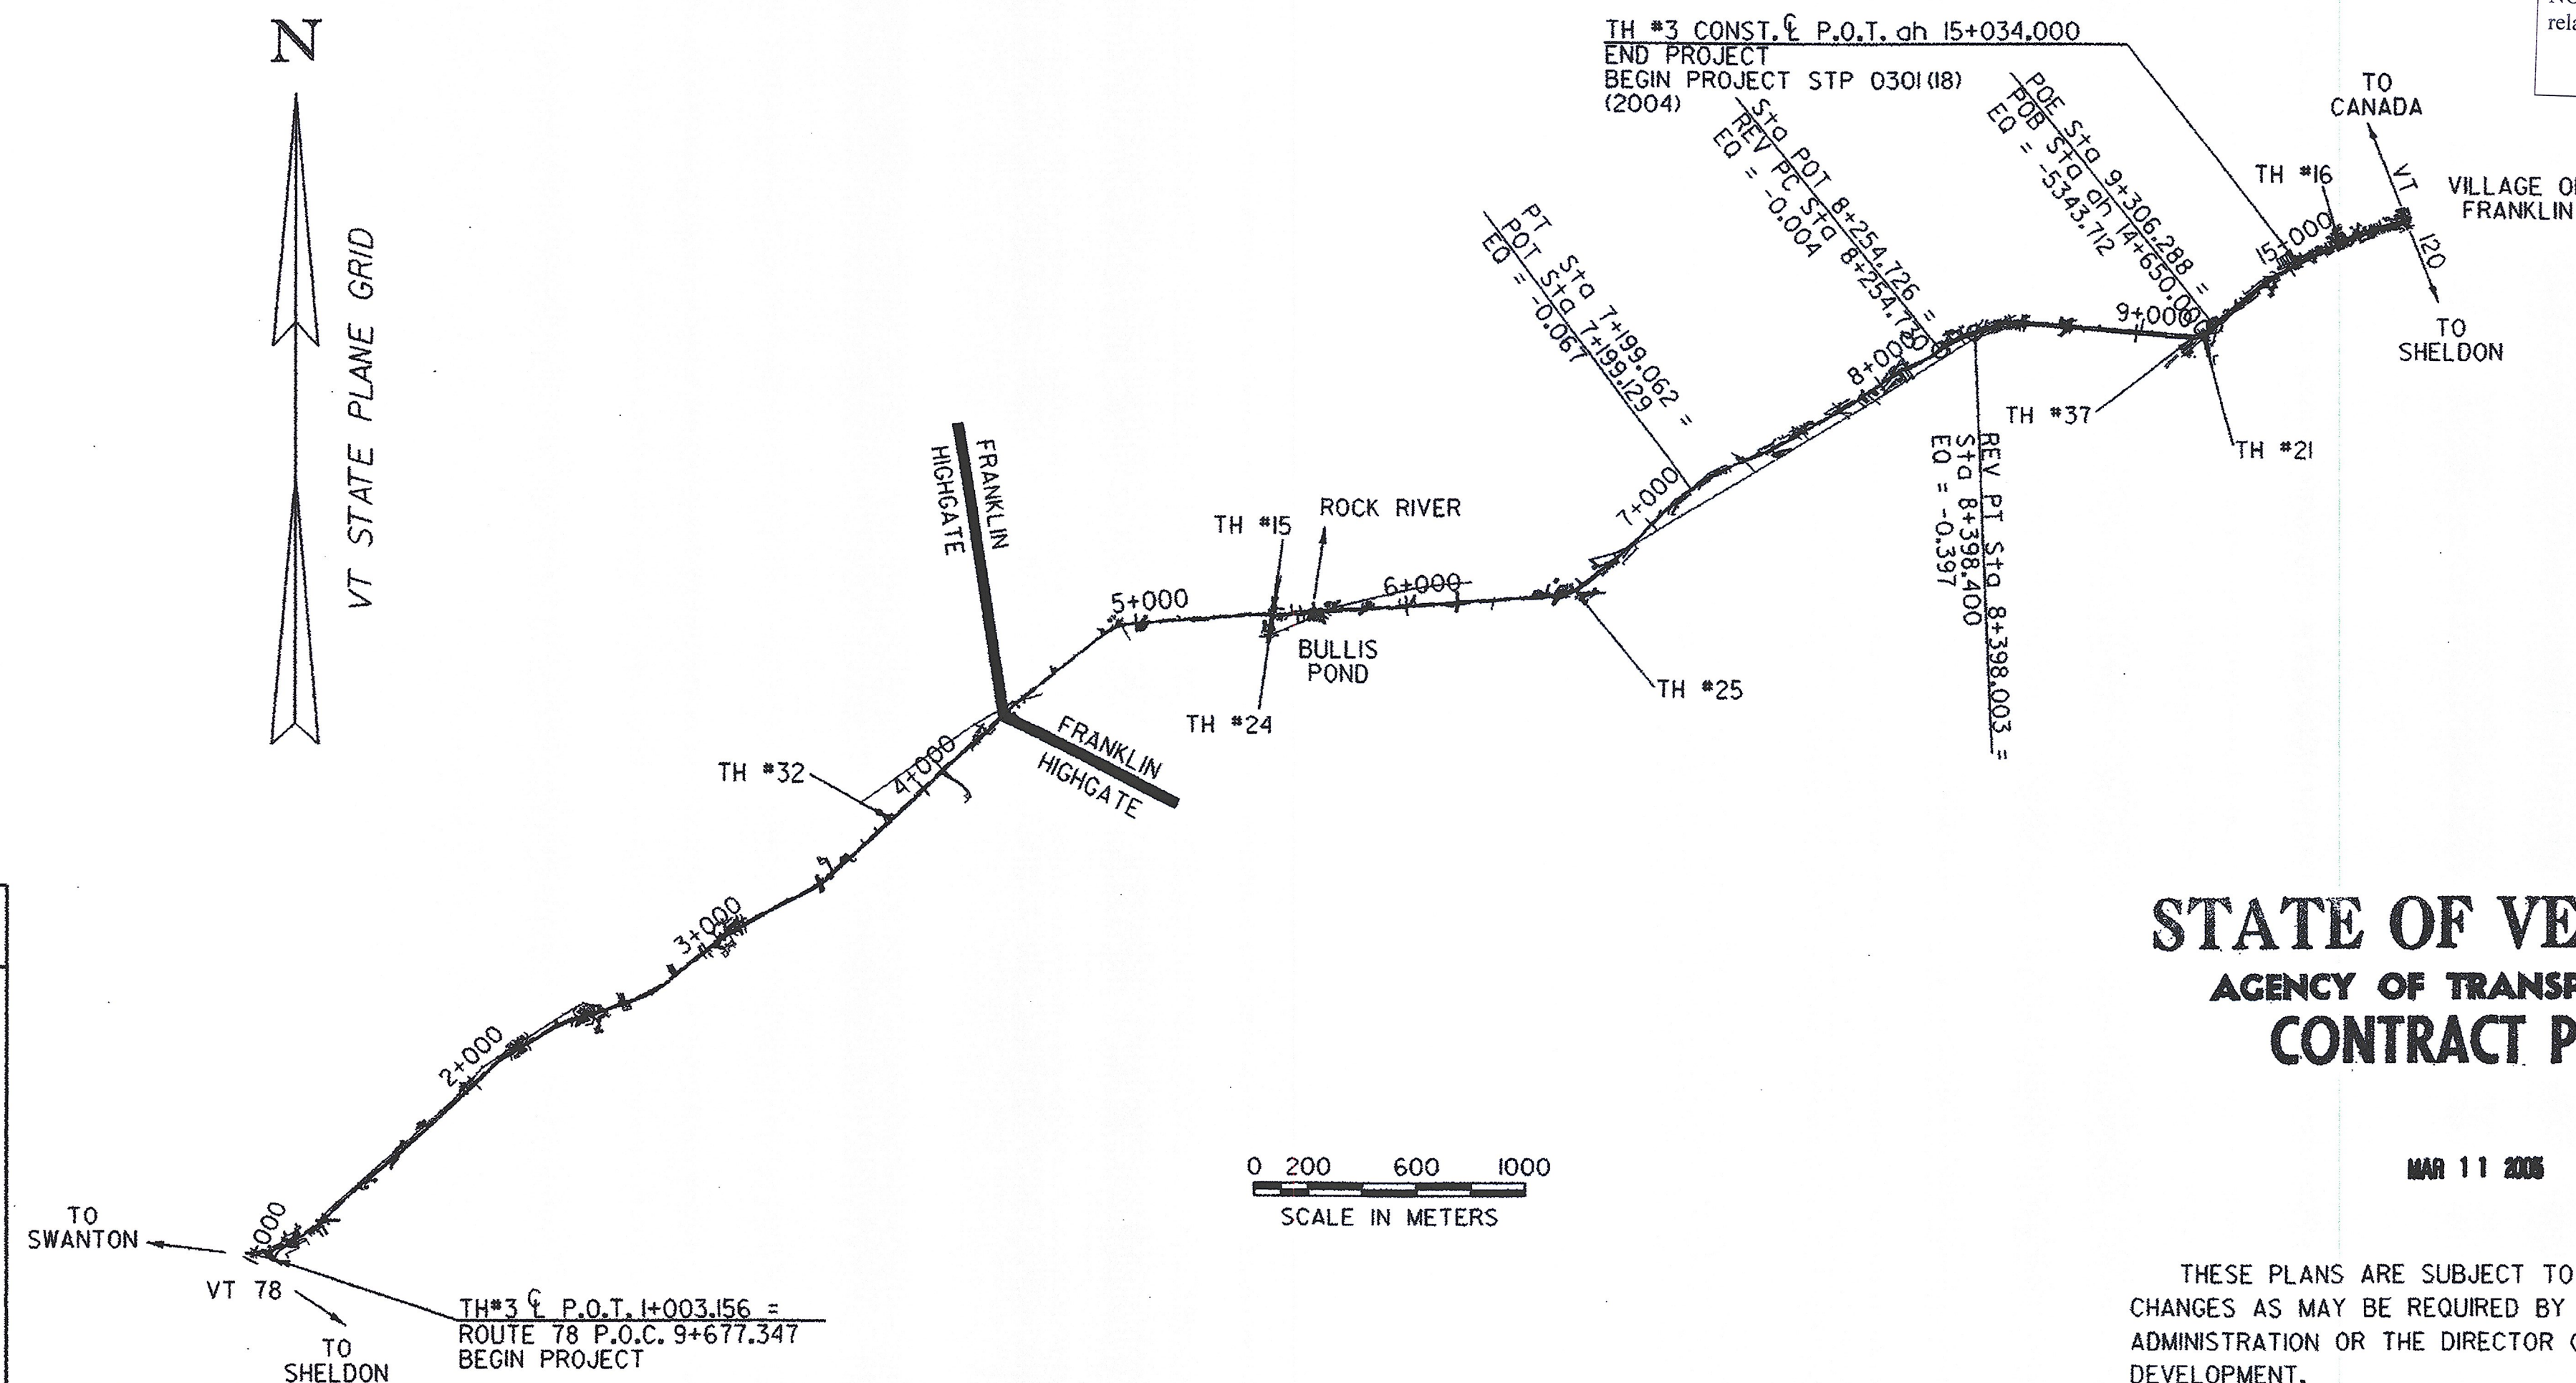 N
VT STATE PLANE GRID
TH #3 CONST. ℄ P.O.T. ah 15+034.000
END PROJECT
BEGIN PROJECT STP 0301(18)
(2004)
rela
TO
CANADA
VT
120
TO
SHELDON
VILLAGE
FRANKLIN
TH #16
15+000
POE Sta 9+306.288 =
POB Sta ah 14+650.000
EQ = -5343.712
Sta POT 8+254.726 =
REV PC Sta 8+254.730
EQ = -0.004
PT Sta 7+199.062 =
POT Sta 7+199.129
EQ = -0.067
9+000
8+000
TH #37
TH #21
REV PT Sta 8+398.003 =
Sta 8+398.400
EQ = -0.397
7+000
FRANKLIN
HIGHGATE
TH #15
ROCK RIVER
6+000
5+000
BULLIS
POND
TH #25
TH #24
FRANKLIN
HIGHGATE
TH #32
4+000
3+000
2+000
000
TO
SWANTON
VT 78
TO
SHELDON
TH#3 ℄ P.O.T. 1+003.156 =
ROUTE 78 P.O.C. 9+677.347
BEGIN PROJECT
0 200 600 1000
SCALE IN METERS
STATE OF VE
AGENCY OF TRANSP
CONTRACT P
MAR 11 2005
THESE PLANS ARE SUBJECT TO
CHANGES AS MAY BE REQUIRED BY
ADMINISTRATION OR THE DIRECTOR
DEVELOPMENT.